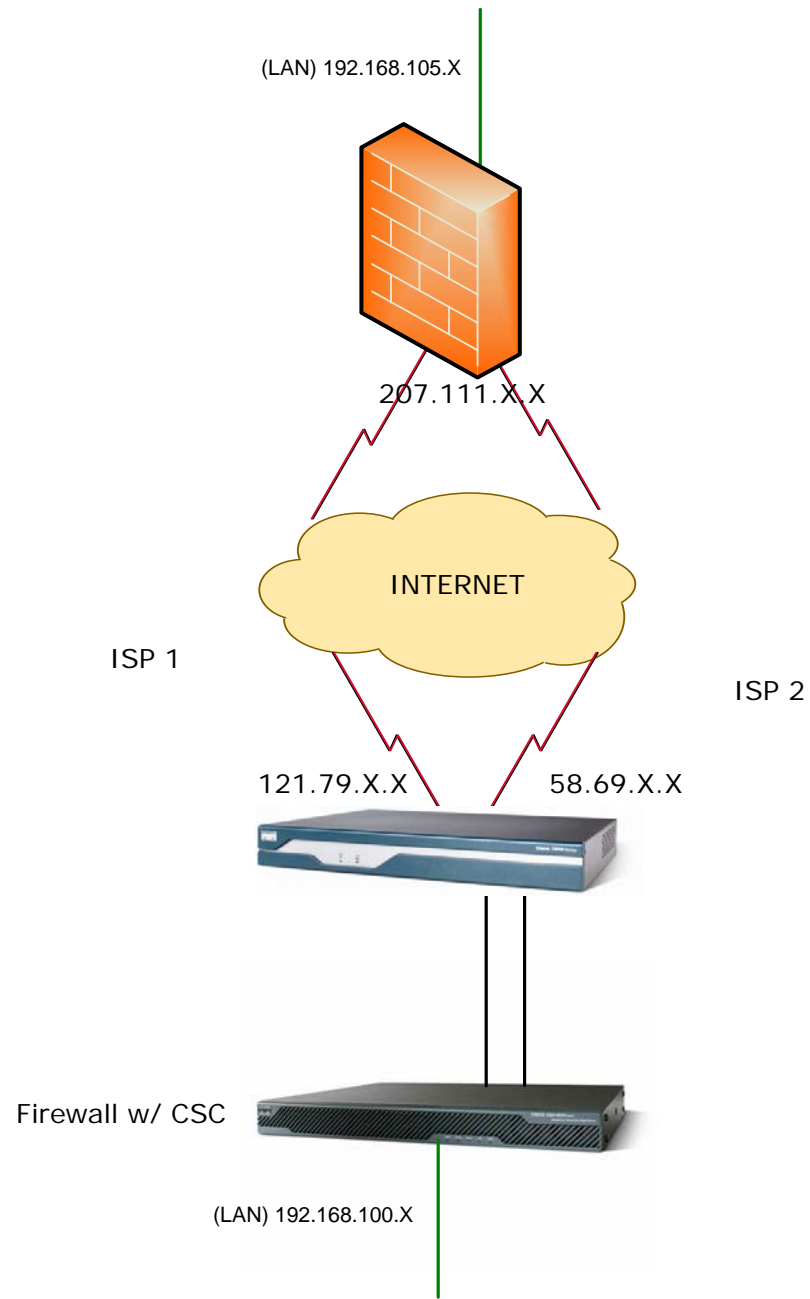 (LAN) 192.168.105.X
207.111.X.X
INTERNET
ISP 1
ISP 2
121.79.X.X
58.69.X.X
Firewall w/ CSC
(LAN) 192.168.100.X